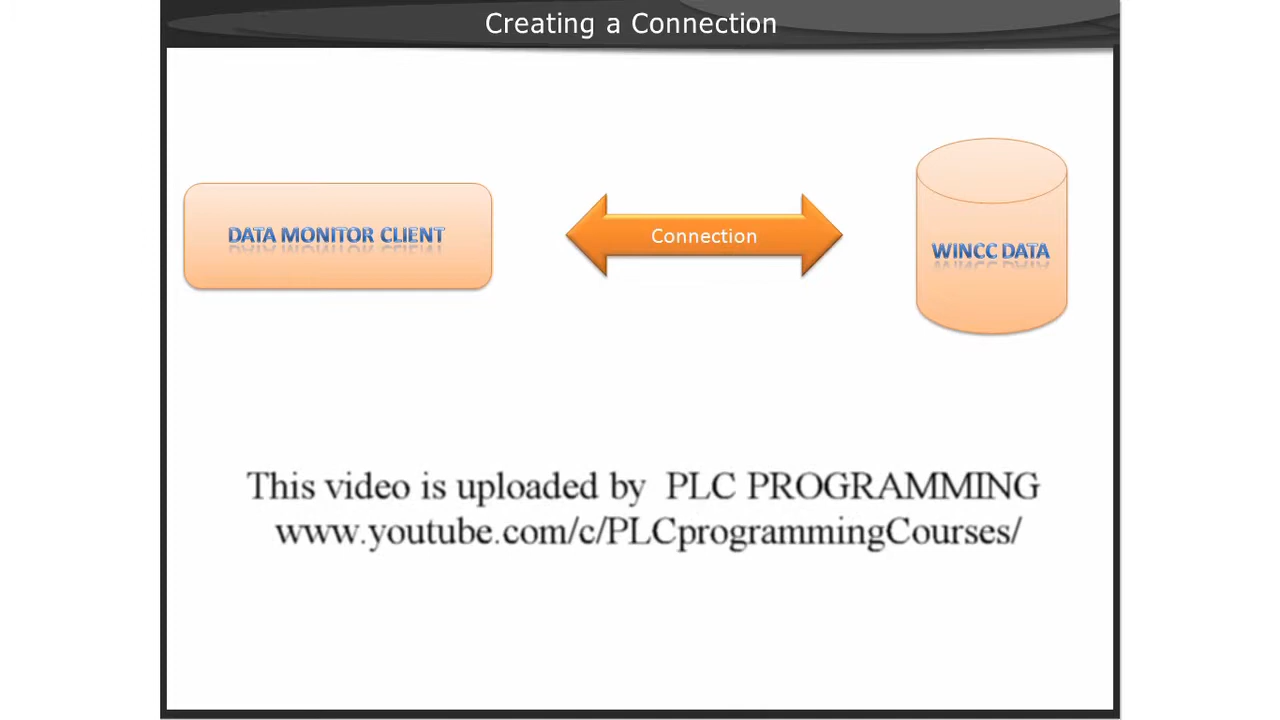 Creating a Connection
DATA MONITOR CLIENT
Connection
WINCC DATA
This video is uploaded by PLC PROGRAMMING
www.youtube.com/c/PLCprogrammingCourses/